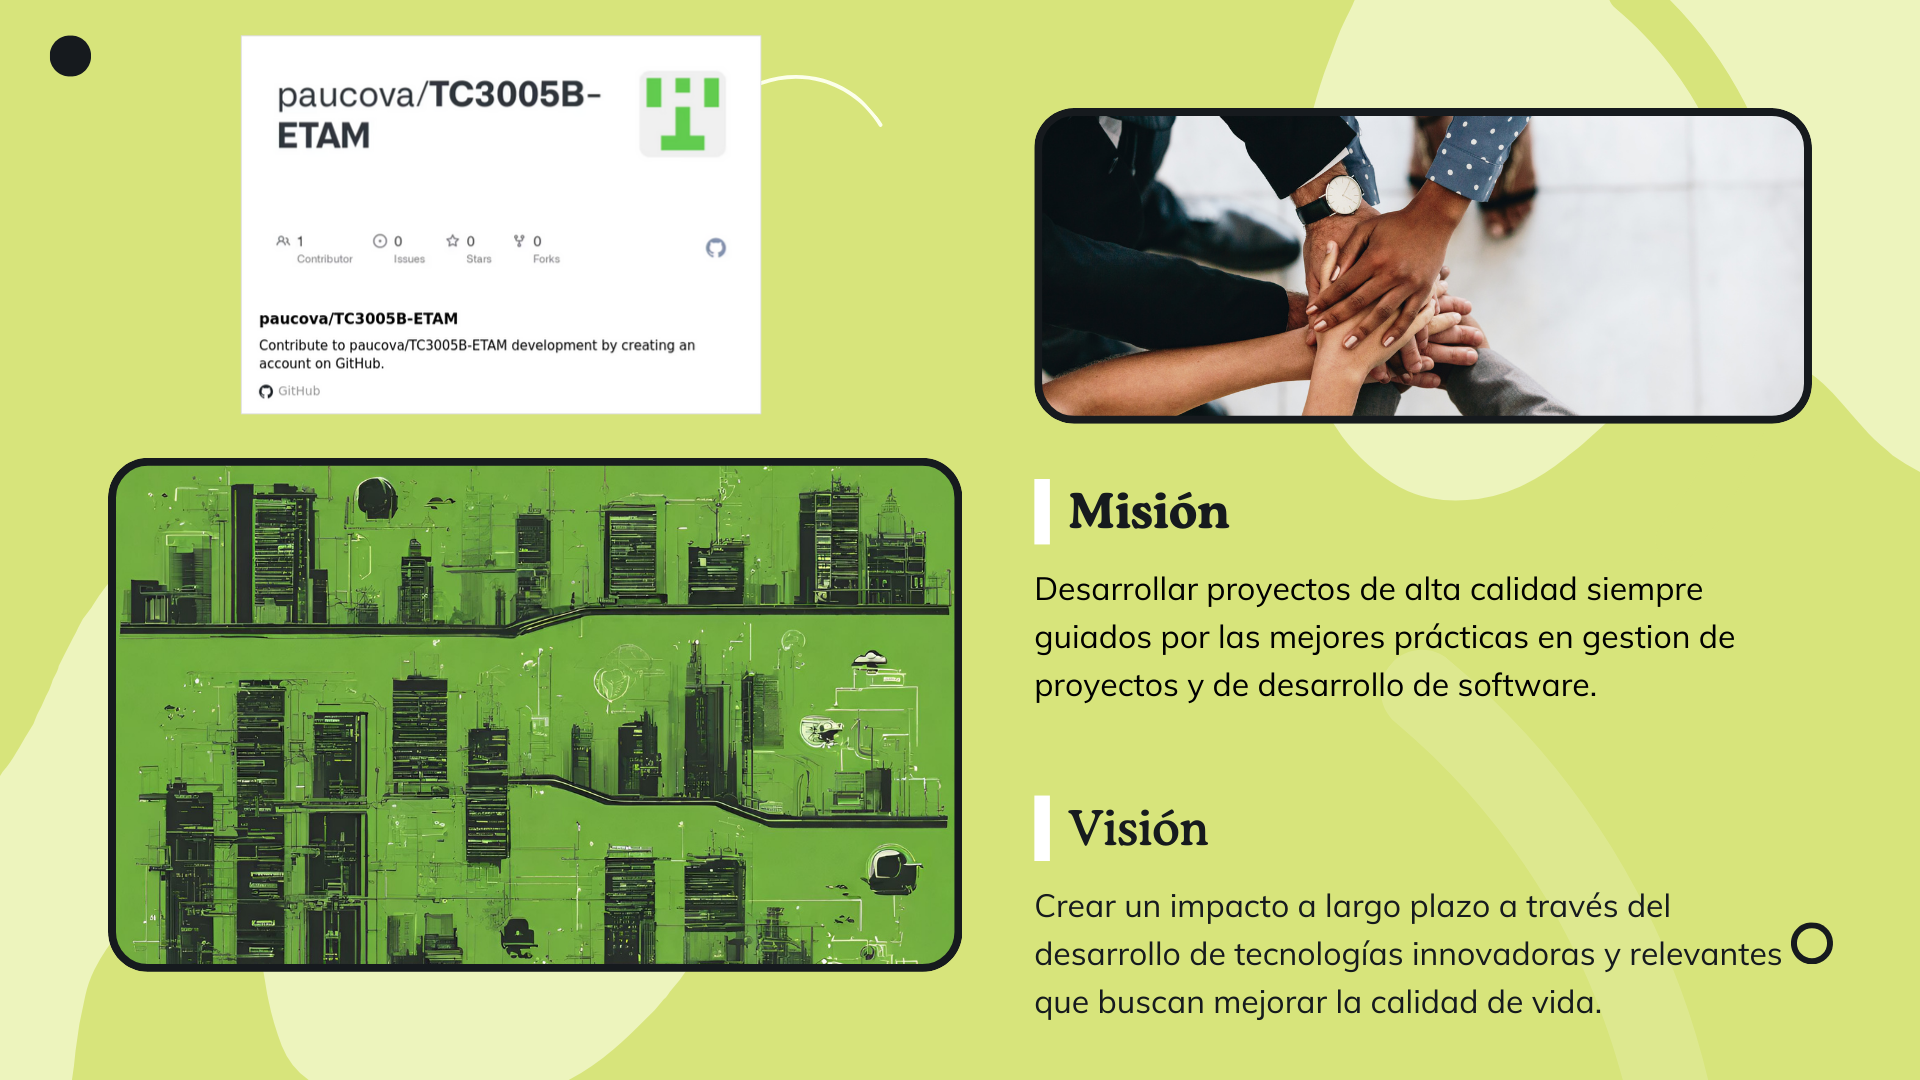 paucova/TC3005B-
ETAM
1
Contributor
0
Issues
0
Stars
0
Forks
paucova/TC3005B-ETAM
Contribute to paucova/TC3005B-ETAM development by creating an
account on GitHub.
GitHub
Misión
Desarrollar proyectos de alta calidad siempre
guiados por las mejores prácticas en gestion de
proyectos y de desarrollo de software.
Visión
Crear un impacto a largo plazo a través del
desarrollo de tecnologías innovadoras y relevantes
que buscan mejorar la calidad de vida.